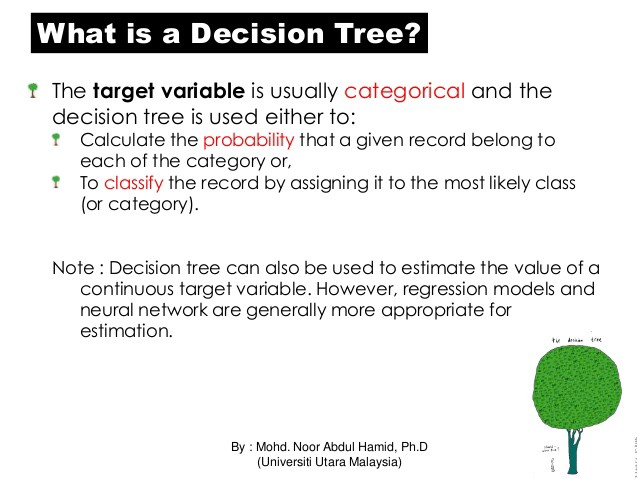 What is a Decision Tree?
The target variable is usually categorical and the
decision tree is used either to:
Calculate the probability that a given record belong to
each of the category or,
To classify the record by assigning it to the most likely class
(or category).
Note : Decision tree can also be used to estimate the value of a
continuous target variable. However, regression models and
neural network are generally more appropriate for
estimation.
the decision tree
By : Mohd. Noor Abdul Hamid, Ph.D
(Universiti Utara Malaysia)